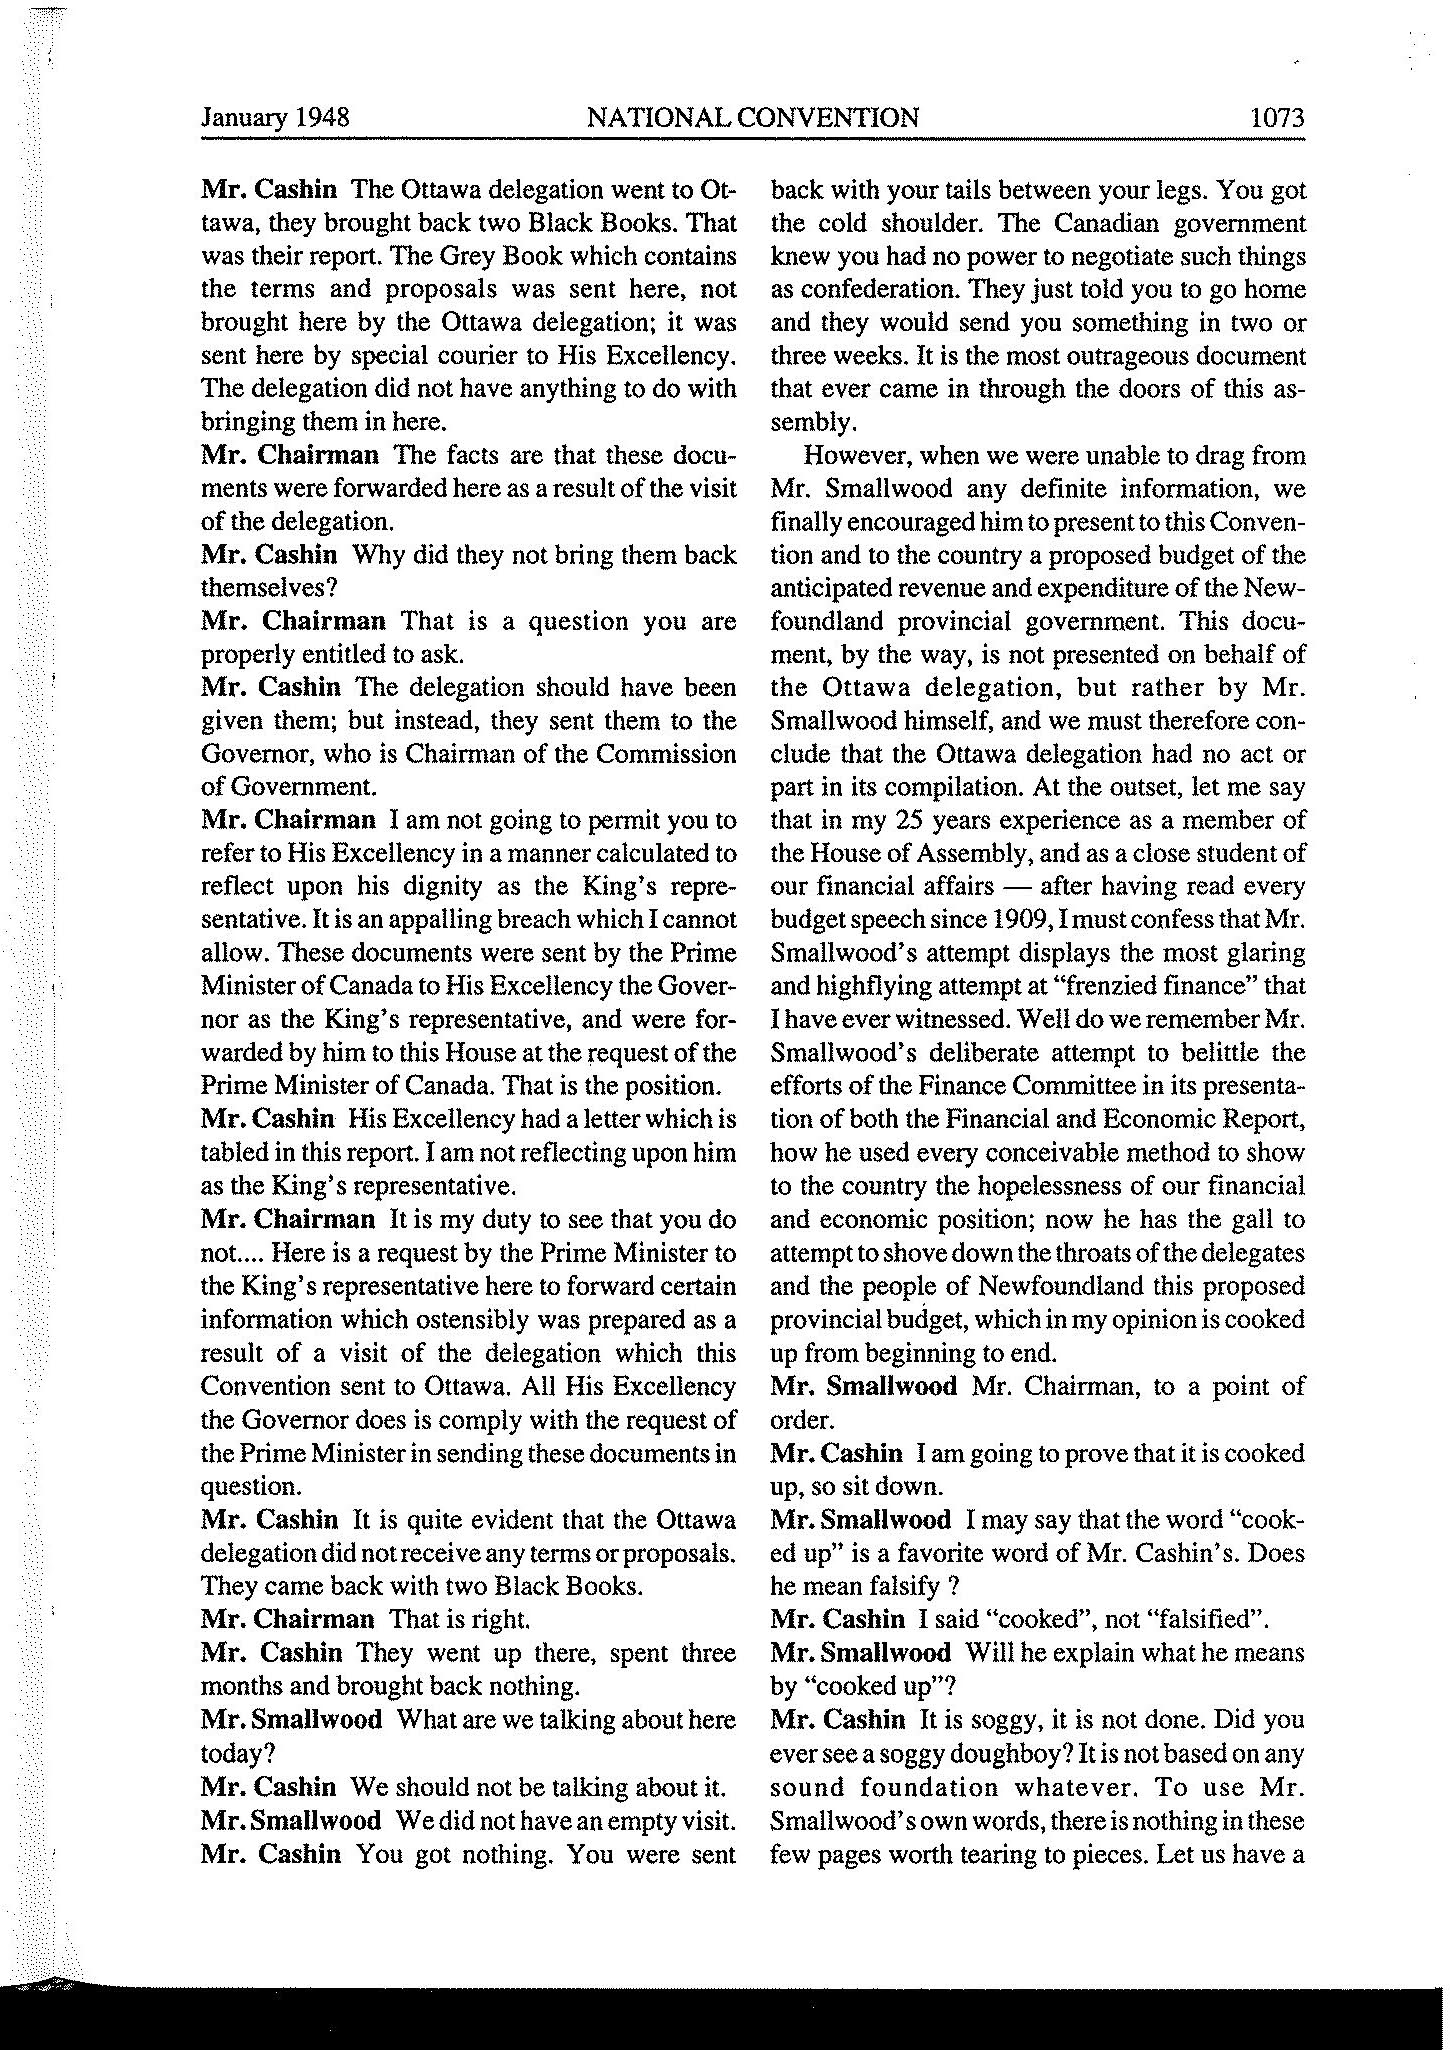 January 1948 NATIONAL CONVENTION 1073
Mr. Cashin The Ottawa delegation went to Ot-
tawa, they brought back two Black Books. That
was their report. The Grey Book which contains
the terms and proposals was sent here, not
brought here by the Ottawa delegation; it was
sent here by special courier to His Excellency.
The delegation did not have anything to do with
bringing them in here.
Mr. Chairman The facts are that these docu-
ments were forwarded here as a result of the visit
of the delegation.
Mr. Cashin Why did they not bring them back
themselves?
Mr. Chairman That is a question you are
properly entitled to ask.
Mr. Cashin The delegation should have been
given them; but instead, they sent them to the
Governor, who is Chairman of the Commission
of Government.
Mr. Chairman I am not going to permit you to
refer to His Excellency in a manner calculated to
reflect upon his dignity as the King's repre-
sentative. It is an appalling breach which I cannot
allow. These documents were sent by the Prime
Minister of Canada to His Excellency the Gover-
nor as the King's representative, and were for-
warded by him to this House at the request of the
Prime Minister of Canada. That is the position.
Mr. Cashin His Excellency had a letter which is
tabled in this report. I am not reflecting upon him
as the King's representative.
Mr. Chairman It is my duty to see that you do
not.... Here is a request by the Prime Minister to
the King's representative here to forward certain
information which ostensibly was prepared as a
result of a visit of the delegation which this
Convention sent to Ottawa. All His Excellency
the Governor does is comply with the request of
the Prime Minister in sending these documents in
question.
Mr. Cashin It is quite evident that the Ottawa
delegation did not receive any terms or proposals.
They came back with two Black Books.
Mr. Chairman That is right.
Mr. Cashin They went up there, spent three
months and brought back nothing.
Mr. Smallwood What are we talking about here
today?
Mr. Cashin We should not be talking about it.
Mr. Smallwood We did not have an empty visit.
Mr. Cashin You got nothing. You were sent
back with your tails between your legs. You got
the cold shoulder. The Canadian government
knew you had no power to negotiate such things
as confederation. They just told you to go home
and they would send you something in two or
three weeks. It is the most outrageous document
that ever came in through the doors of this as-
sembly.
However, when we were unable to drag from
Mr. Smallwood any definite information, we
finally encouraged him to present to this Conven-
tion and to the country a proposed budget of the
anticipated revenue and expenditure of the New-
foundland provincial government. This docu-
ment, by the way, is not presented on behalf of
the Ottawa delegation, but rather by Mr.
Smallwood himself, and we must therefore con-
clude that the Ottawa delegation had no act or
part in its compilation. At the outset, let me say
that in my 25 years experience as a member of
the House of Assembly, and as a close student of
our financial affairs — after having read every
budget speech since 1909, I must confess that Mr.
Smallwood's attempt displays the most glaring
and highflying attempt at "frenzied finance" that
I have ever witnessed. Well do we remember Mr.
Smallwood's deliberate attempt to belittle the
efforts of the Finance Committee in its presenta-
tion of both the Financial and Economic Report,
how he used every conceivable method to show
to the country the hopelessness of our financial
and economic position; now he has the gall to
attempt to shove down the throats of the delegates
and the people of Newfoundland this proposed
provincial budget, which in my opinion is cooked
up from beginning to end.
Mr. Smallwood Mr. Chairman, to a point of
order.
Mr. Cashin I am going to prove that it is cooked
up, so sit down.
Mr. Smallwood I may say that the word "cook-
ed up" is a favorite word of Mr. Cashin's. Does
he mean falsify ?
Mr. Cashin I said "cooked", not "falsified".
Mr. Smallwood Will he explain what he means
by "cooked up"?
Mr. Cashin It is soggy, it is not done. Did you
ever see a soggy doughboy? It is not based on any
sound foundation whatever. To use Mr.
Smallwood's own words, there is nothing in these
few pages worth tearing to pieces. Let us have a